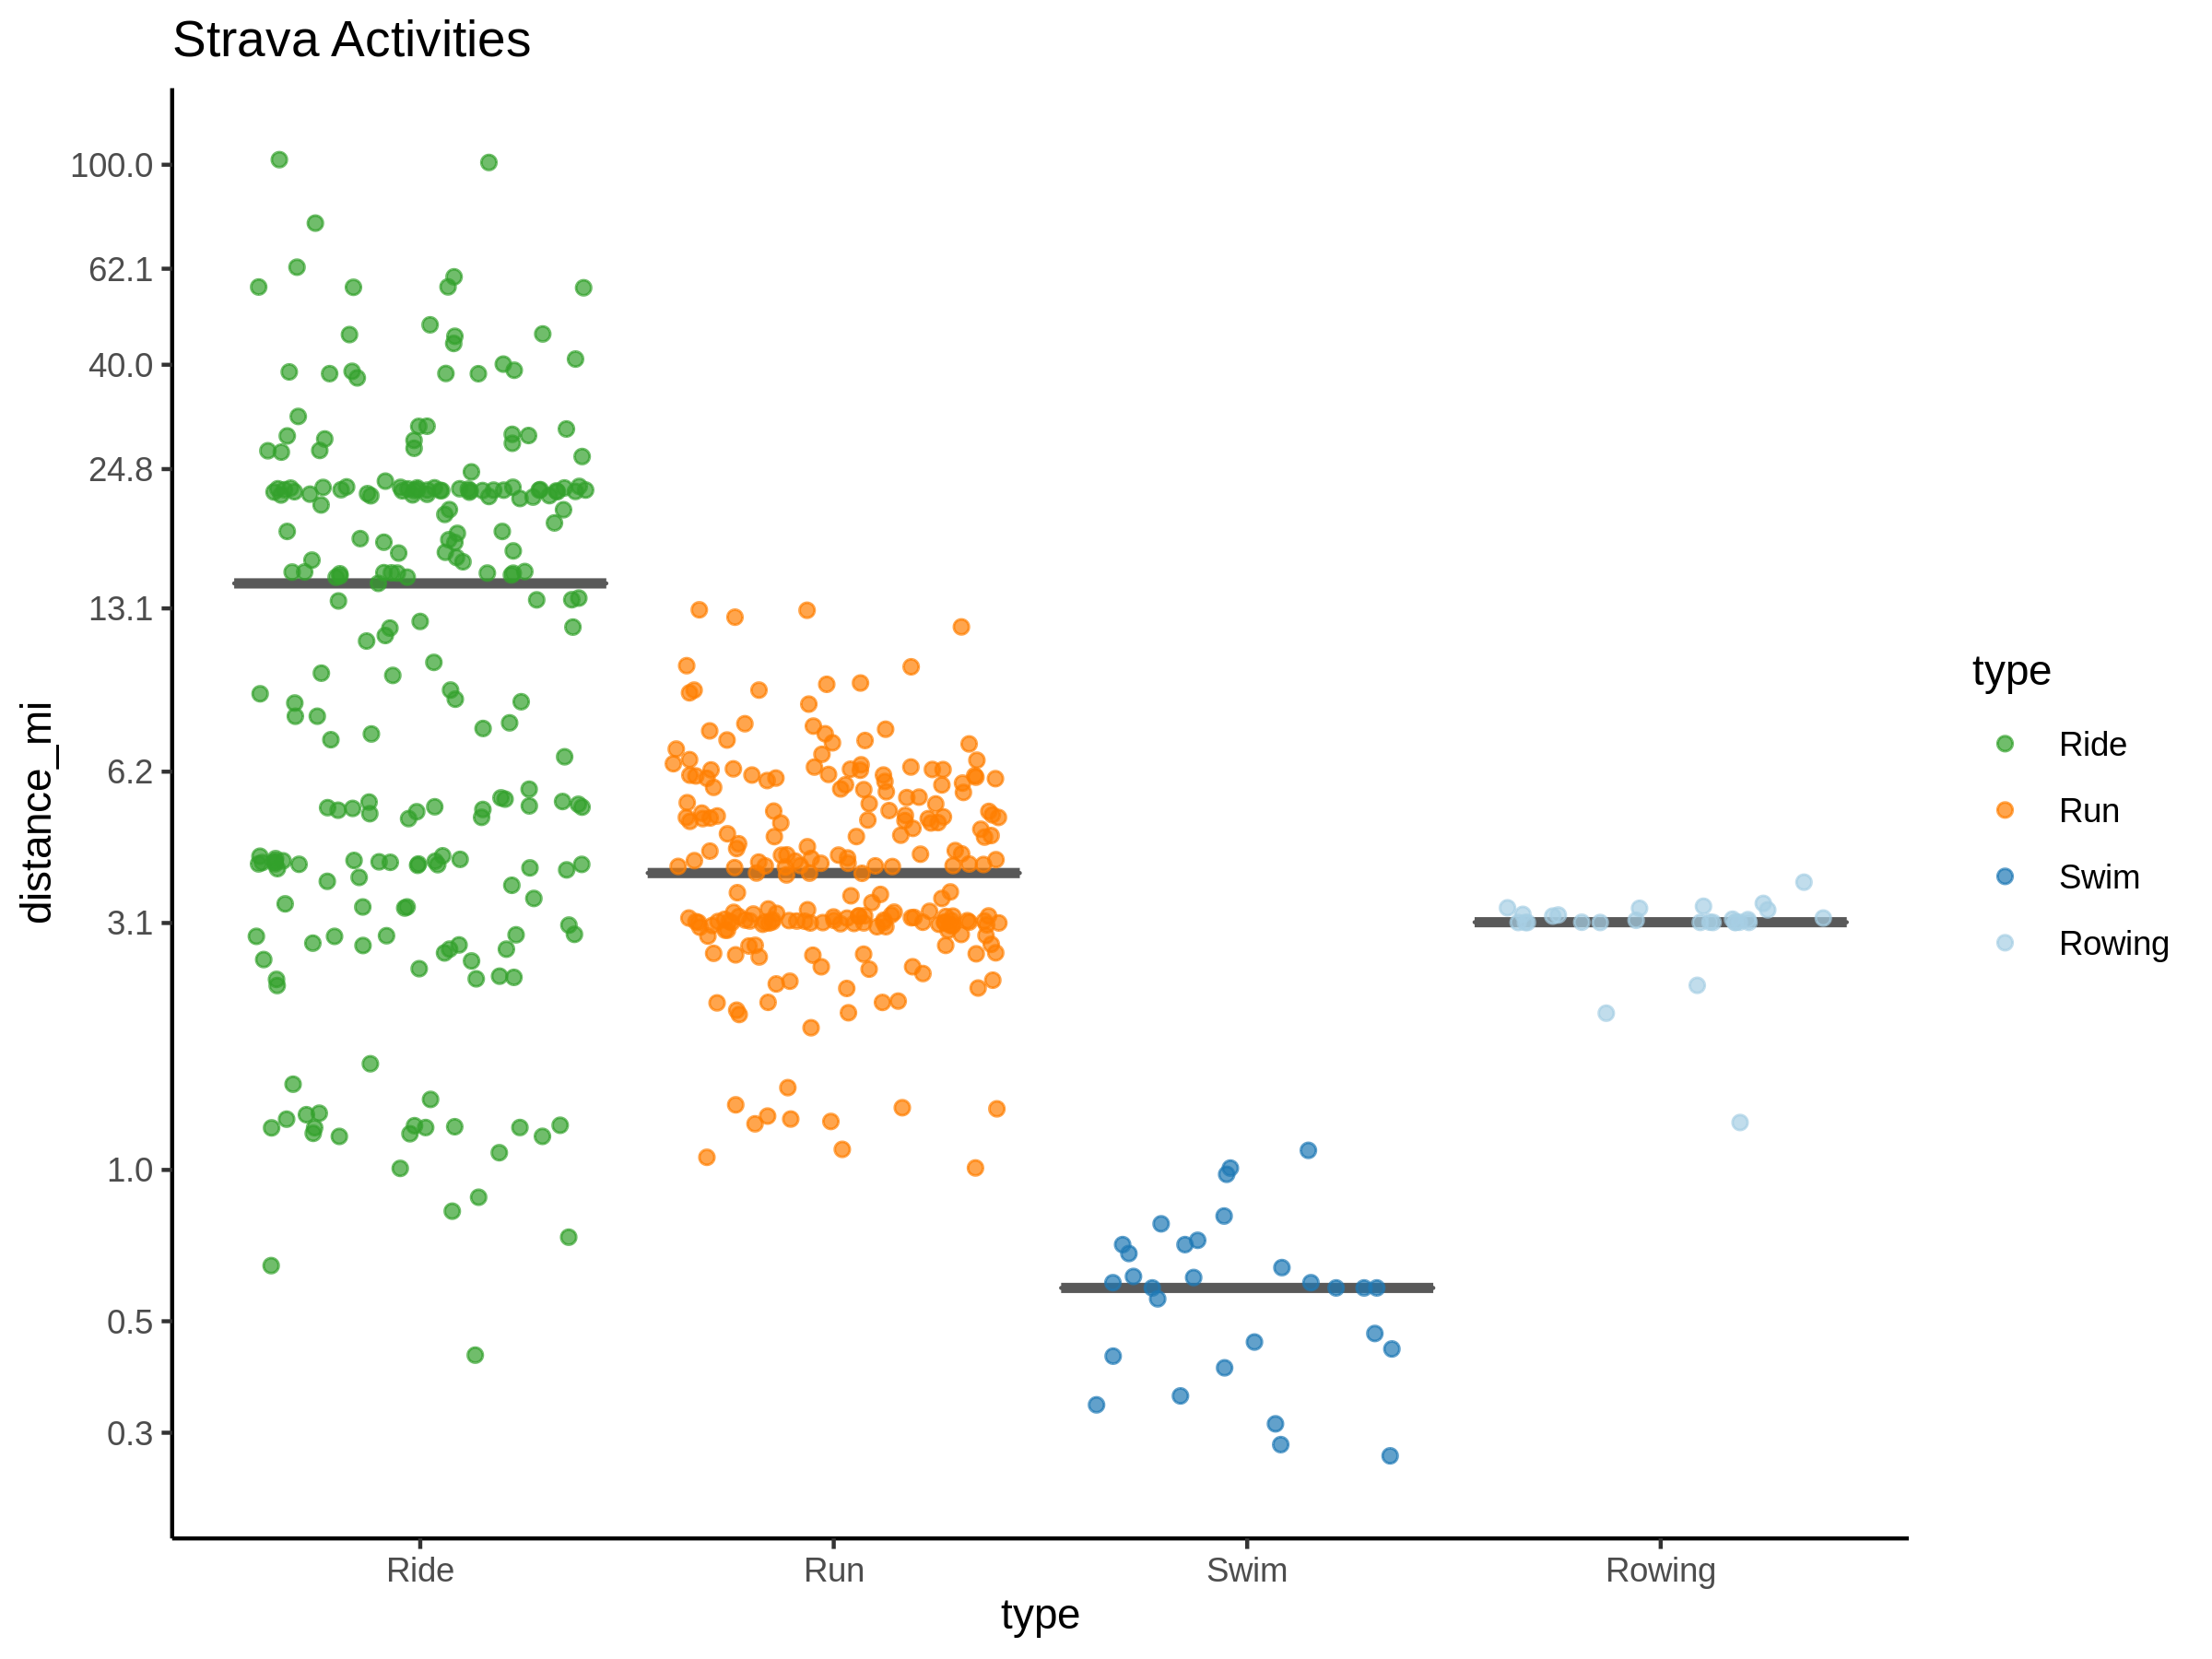 Strava Activities
distance_mi
100.0
62.1
40.0
24.8
13.1
6.2
3.1
1.0
0.5
0.3
Ride Run Swim Rowing
type
type
Ride
Run
Swim
Rowing